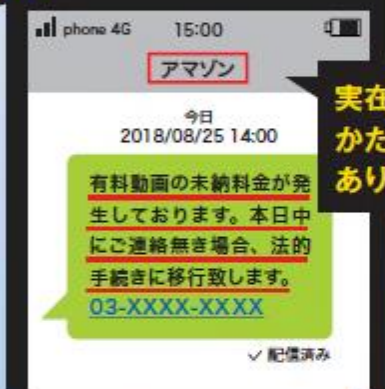 phone 4G 15:00
アマゾン
今日
2018/08/25 14:00
有料動画の未納料金が発
生しております。本日中
にご連絡無き場合、法的
手続きに移行致します。
03-XXXX-XXXX
✓ 配信済み
実在
かた
あり